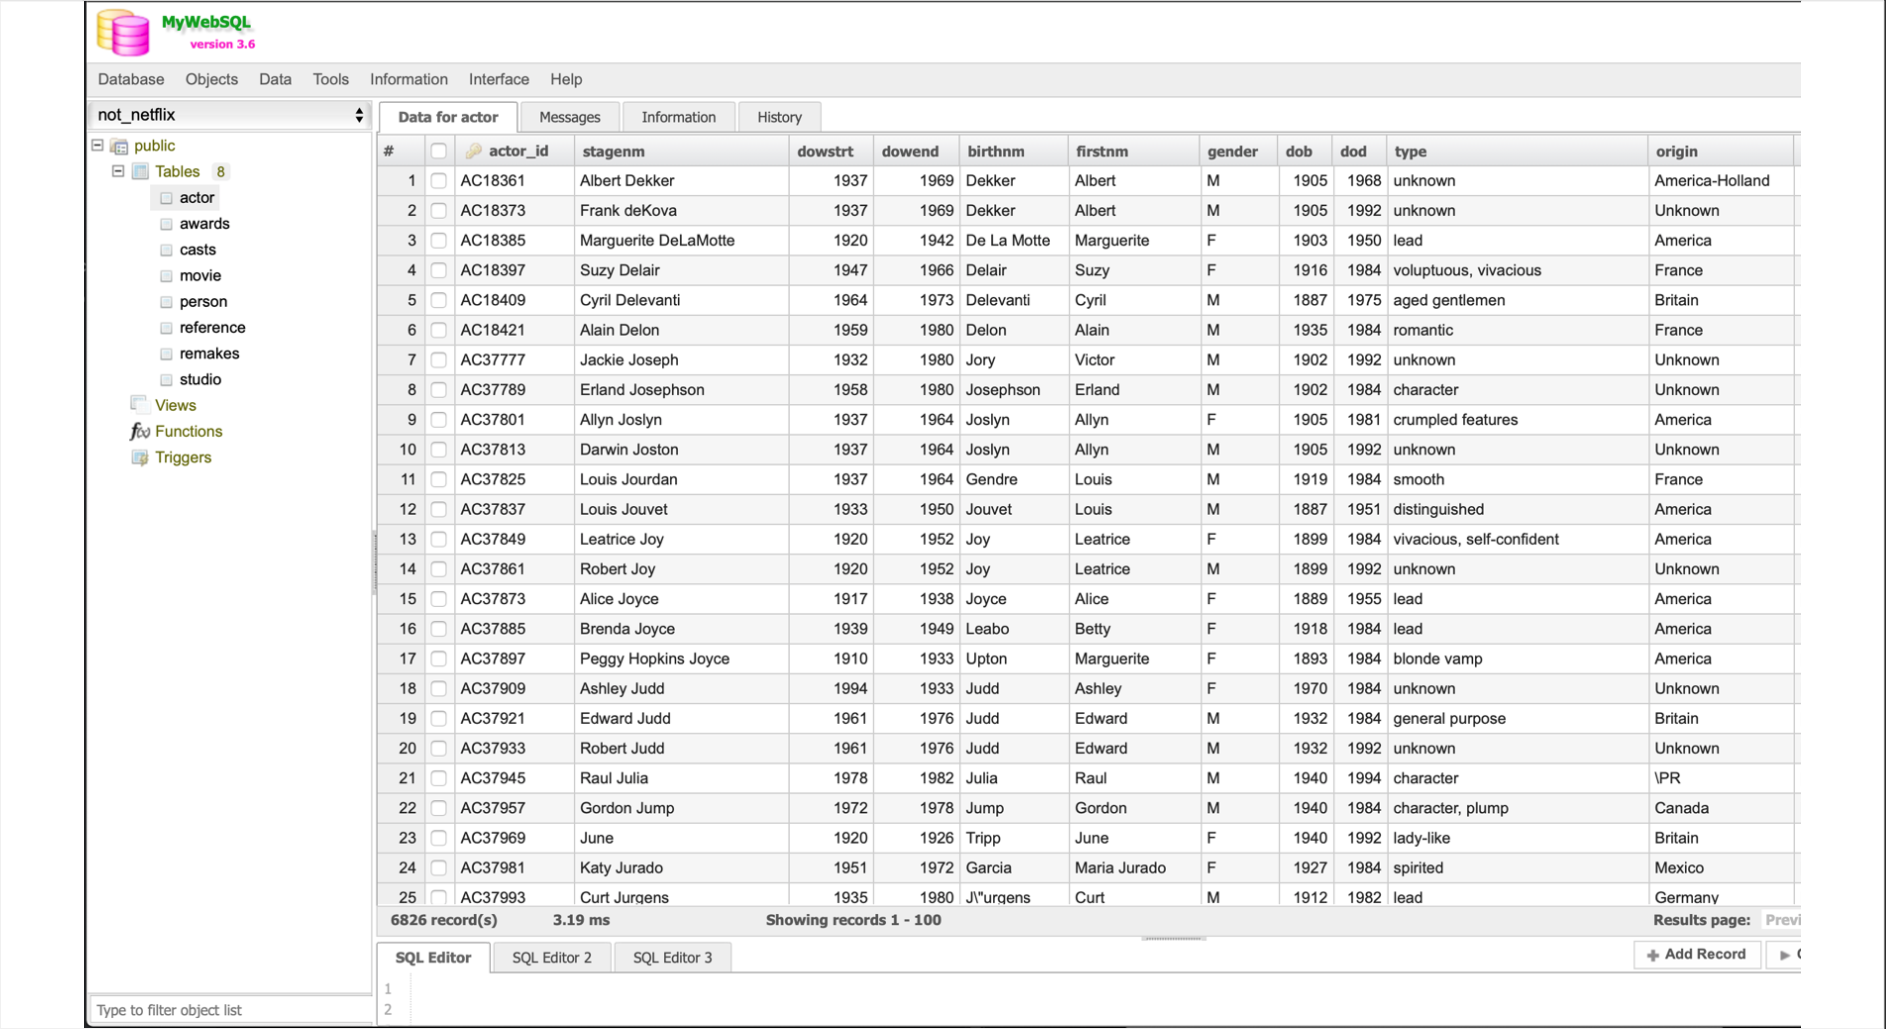 MyWebSQL
version 3.6
Database Objects Data Tools Information Interface Help
not_netflix
public
Tables 8
actor
awards
casts
movie
person
reference
remakes
studio
Views
f(x) Functions
Triggers
Type to filter object list
Data for actor Messages Information History
# actor_id stagenm dowstrt dowend birthnm firstnm gender dob dod type origin
1 AC18361 Albert Dekker 1937 1969 Dekker Albert M 1905 1968 unknown America-Holland
2 AC18373 Frank deKova 1937 1969 Dekker Albert M 1905 1992 unknown Unknown
3 AC18385 Marguerite DeLaMotte 1920 1942 De La Motte Marguerite F 1903 1950 lead America
4 AC18397 Suzy Delair 1947 1966 Delair Suzy F 1916 1984 voluptuous, vivacious France
5 AC18409 Cyril Delevanti 1964 1973 Delevanti Cyril M 1887 1975 aged gentlemen Britain
6 AC18421 Alain Delon 1959 1980 Delon Alain M 1935 1984 romantic France
7 AC37777 Jackie Joseph 1932 1980 Jory Victor M 1902 1992 unknown Unknown
8 AC37789 Erland Josephson 1958 1980 Josephson Erland M 1902 1984 character Unknown
9 AC37801 Allyn Joslyn 1937 1964 Joslyn Allyn F 1905 1981 crumpled features America
10 AC37813 Darwin Joston 1937 1964 Joslyn Allyn M 1905 1992 unknown Unknown
11 AC37825 Louis Jourdan 1937 1964 Gendre Louis M 1919 1984 smooth France
12 AC37837 Louis Jouvet 1933 1950 Jouvet Louis M 1887 1951 distinguished America
13 AC37849 Leatrice Joy 1920 1952 Joy Leatrice F 1899 1984 vivacious, self-confident America
14 AC37861 Robert Joy 1920 1952 Joy Leatrice M 1899 1992 unknown Unknown
15 AC37873 Alice Joyce 1917 1938 Joyce Alice F 1889 1955 lead America
16 AC37885 Brenda Joyce 1939 1949 Leabo Betty F 1918 1984 lead America
17 AC37897 Peggy Hopkins Joyce 1910 1933 Upton Marguerite F 1893 1984 blonde vamp America
18 AC37909 Ashley Judd 1994 1933 Judd Ashley F 1970 1984 unknown Unknown
19 AC37921 Edward Judd 1961 1976 Judd Edward M 1932 1984 general purpose Britain
20 AC37933 Robert Judd 1961 1976 Judd Edward M 1932 1992 unknown Unknown
21 AC37945 Raul Julia 1978 1982 Julia Raul M 1940 1994 character \PR
22 AC37957 Gordon Jump 1972 1978 Jump Gordon M 1940 1984 character, plump Canada
23 AC37969 June 1920 1926 Tripp June F 1940 1992 lady-like Britain
24 AC37981 Katy Jurado 1951 1972 Garcia Maria Jurado F 1927 1984 spirited Mexico
25 AC37993 Curt Jurgens 1935 1980 J\"urgens Curt M 1912 1982 lead Germany
6826 record(s) 3.19 ms Showing records 1 - 100 Results page: Previ
SQL Editor SQL Editor 2 SQL Editor 3 Add Record
1
2